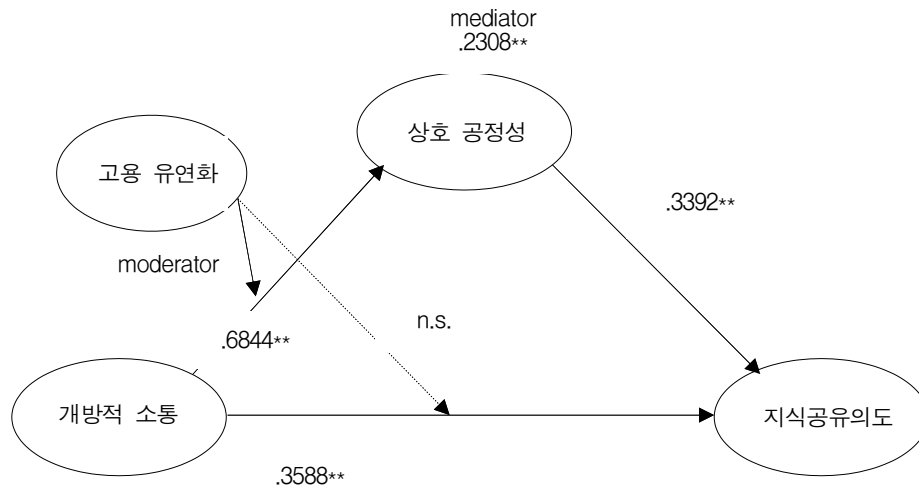 mediator
.2308**
상호 공정성
고용 유연화
.3392**
moderator
n.s.
.6844**
개방적 소통
지식공유의도
.3588**